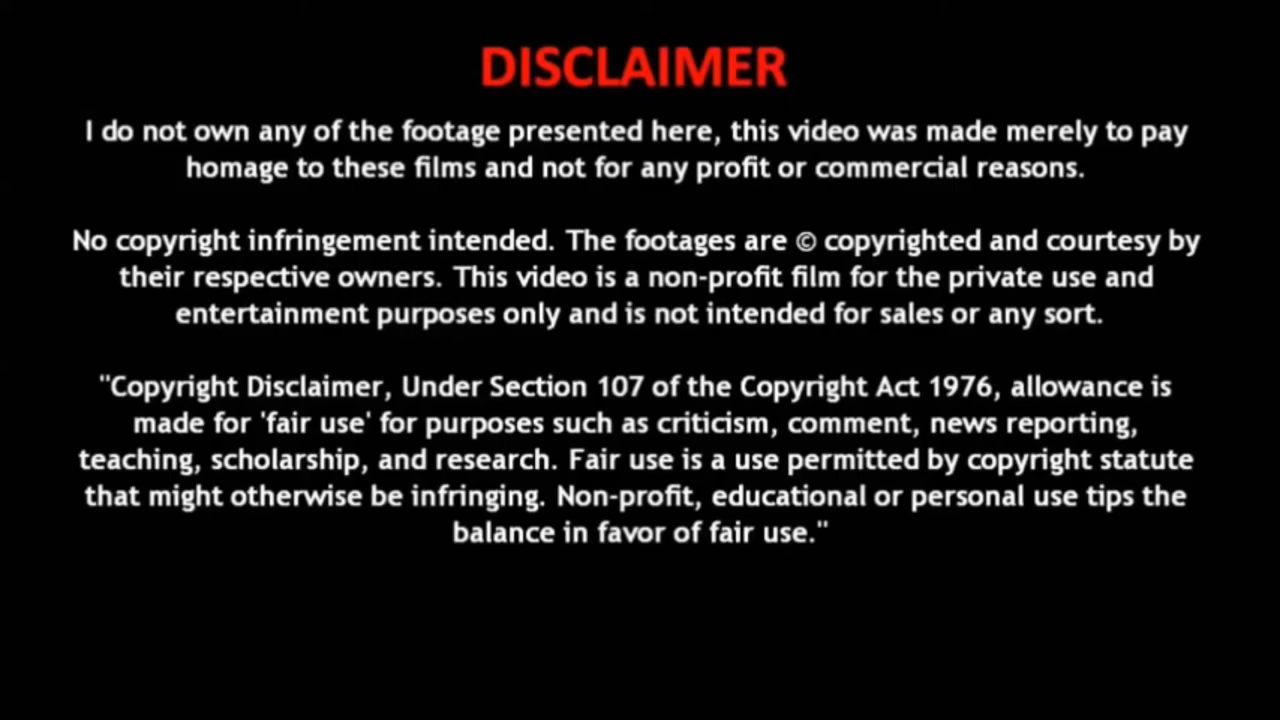 DISCLAIMER
I do not own any of the footage presented here, this video was made merely to pay
homage to these films and not for any profit or commercial reasons.
No copyright infringement intended. The footages are © copyrighted and courtesy by
their respective owners. This video is a non-profit film for the private use and
entertainment purposes only and is not intended for sales or any sort.
"Copyright Disclaimer, Under Section 107 of the Copyright Act 1976, allowance is
made for 'fair use' for purposes such as criticism, comment, news reporting,
teaching, scholarship, and research. Fair use is a use permitted by copyright statute
that might otherwise be infringing. Non-profit, educational or personal use tips the
balance in favor of fair use."